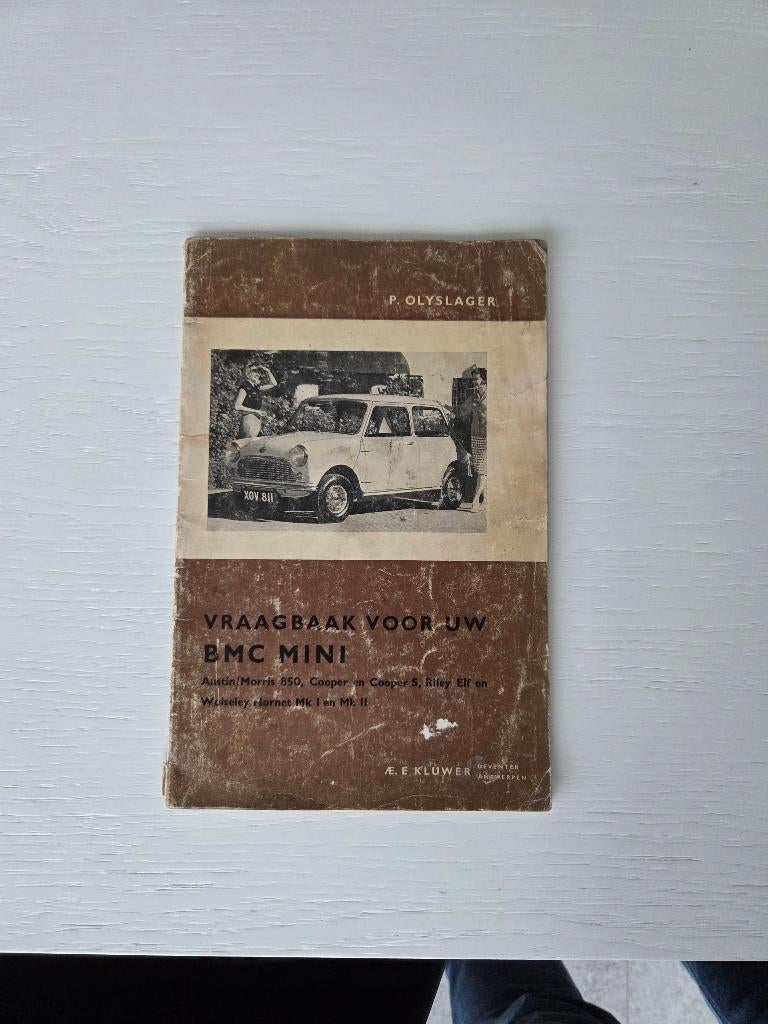 P. OLYSLAGER
XOV 811
VRAAGBAAK VOOR UW
BMC MINI
Austin/Morris 850, Cooper en Cooper S, Riley Elf en
Wolseley Hornet Mk I en Mk II
Æ. E KLUWER DEVENTER
ANTWERPEN